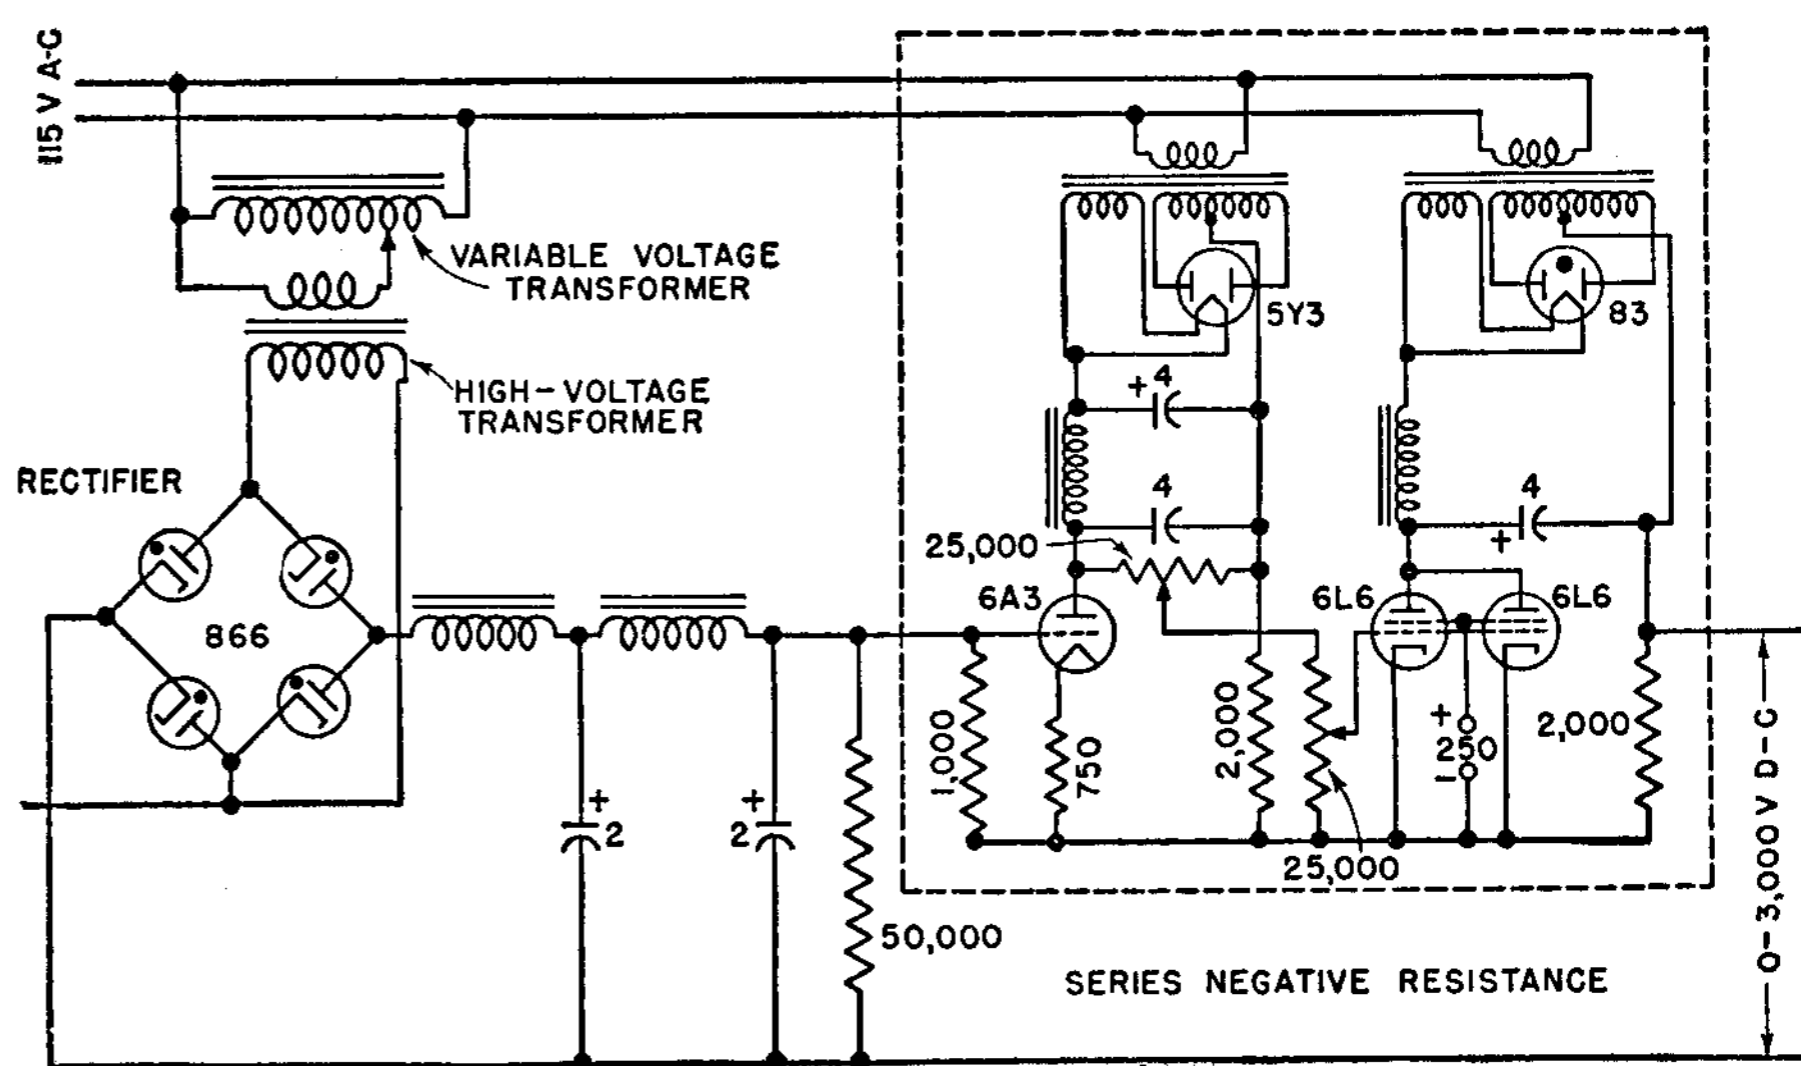 115 V A-C
VARIABLE VOLTAGE
TRANSFORMER
5Y3
83
HIGH-VOLTAGE
TRANSFORMER
+ 4
RECTIFIER
4
4
+
25,000
6A3
6L6
6L6
866
1,000
750
2,000
+
250
-
2,000
+
2
+
2
25,000
0-3,000 V D-C
50,000
SERIES NEGATIVE RESISTANCE